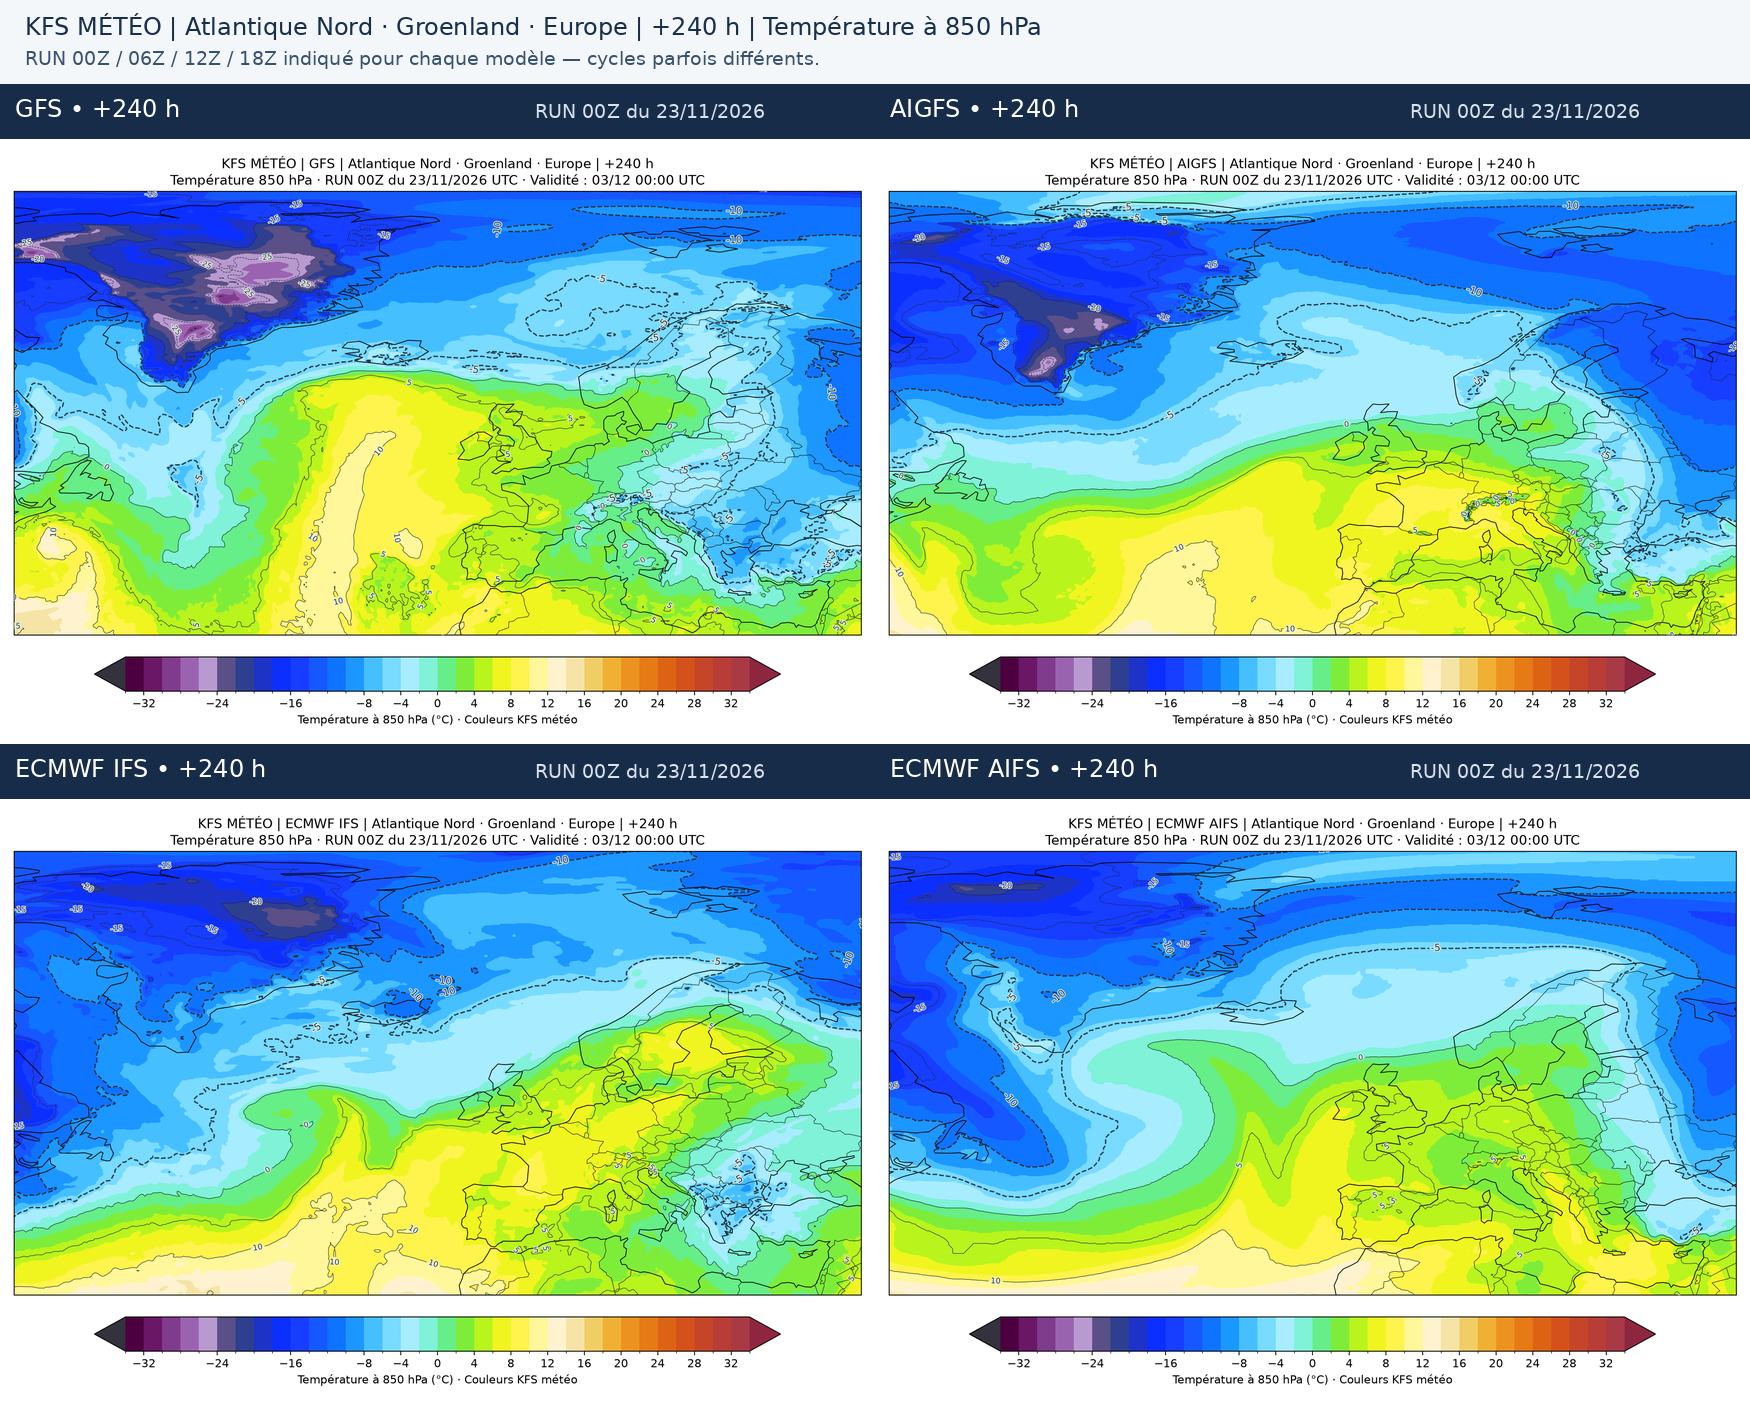 KFS MÉTÉO | Atlantique Nord · Groenland · Europe | +240 h | Température à 850 hPa
RUN 00Z / 06Z / 12Z / 18Z indiqué pour chaque modèle — cycles parfois différents.
GFS • +240 h
RUN 00Z du 23/11/2026
AIGFS • +240 h
RUN 00Z du 23/11/2026
KFS MÉTÉO | GFS | Atlantique Nord · Groenland · Europe | +240 h
Température 850 hPa · RUN 00Z du 23/11/2026 UTC · Validité : 03/12 00:00 UTC
KFS MÉTÉO | AIGFS | Atlantique Nord · Groenland · Europe | +240 h
Température 850 hPa · RUN 00Z du 23/11/2026 UTC · Validité : 03/12 00:00 UTC
−32 −24 −16 −8 −4 0 4 8 12 16 20 24 28 32
Température à 850 hPa (°C) · Couleurs KFS météo
−32 −24 −16 −8 −4 0 4 8 12 16 20 24 28 32
Température à 850 hPa (°C) · Couleurs KFS météo
ECMWF IFS • +240 h
RUN 00Z du 23/11/2026
ECMWF AIFS • +240 h
RUN 00Z du 23/11/2026
KFS MÉTÉO | ECMWF IFS | Atlantique Nord · Groenland · Europe | +240 h
Température 850 hPa · RUN 00Z du 23/11/2026 UTC · Validité : 03/12 00:00 UTC
KFS MÉTÉO | ECMWF AIFS | Atlantique Nord · Groenland · Europe | +240 h
Température 850 hPa · RUN 00Z du 23/11/2026 UTC · Validité : 03/12 00:00 UTC
−32 −24 −16 −8 −4 0 4 8 12 16 20 24 28 32
Température à 850 hPa (°C) · Couleurs KFS météo
−32 −24 −16 −8 −4 0 4 8 12 16 20 24 28 32
Température à 850 hPa (°C) · Couleurs KFS météo